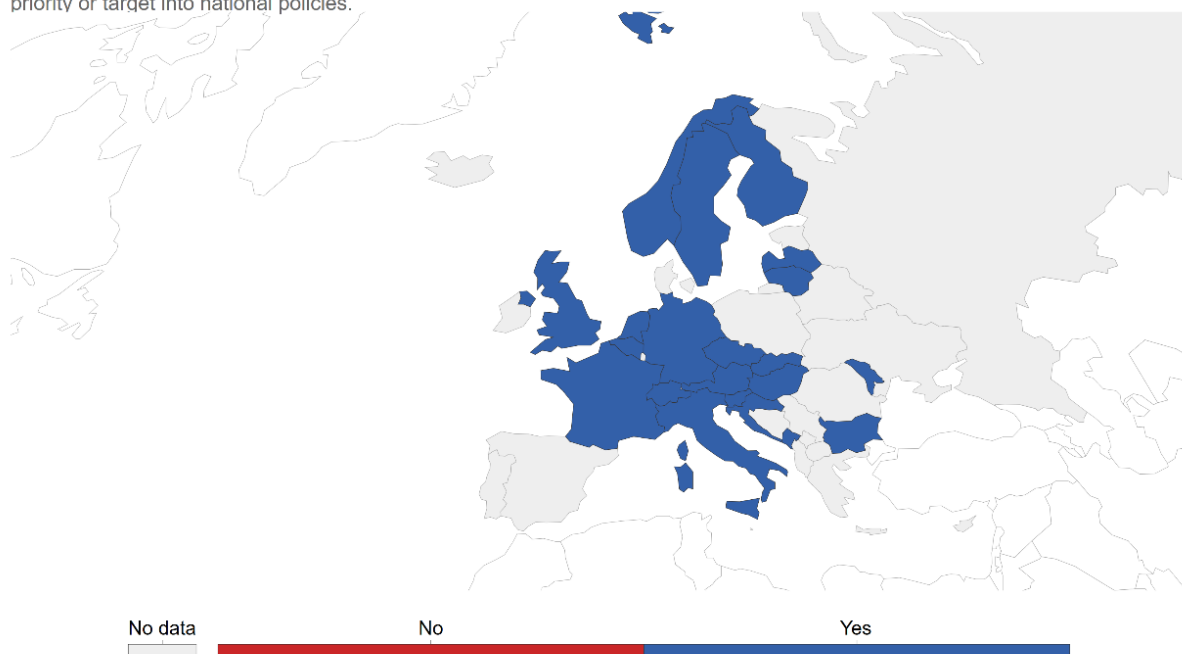 priority or target into national policies.
No data
No
Yes